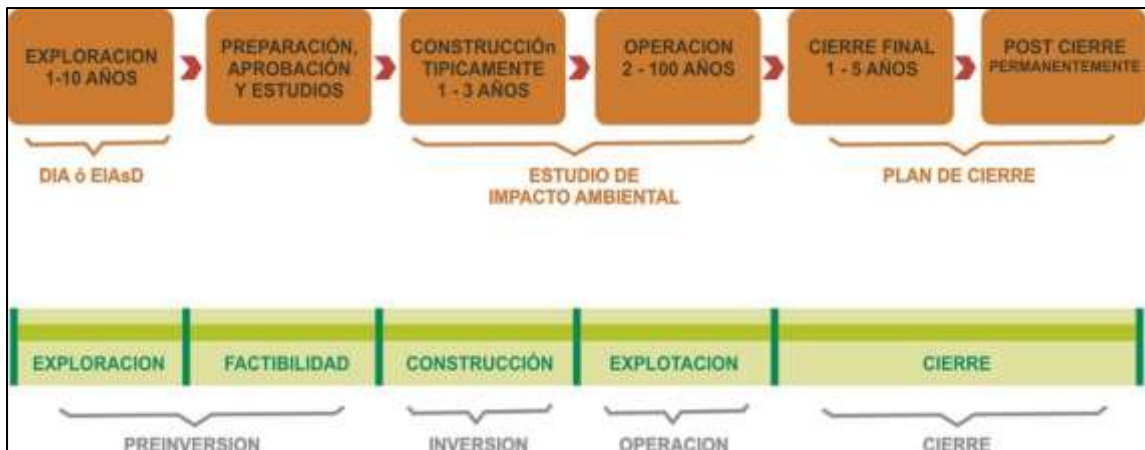 EXPLORACION
1-10 AÑOS
PREPARACIÓN,
APROBACIÓN
Y ESTUDIOS
CONSTRUCCIÓn
TIPICAMENTE
1 - 3 AÑOS
OPERACION
2 - 100 AÑOS
CIERRE FINAL
1 - 5 AÑOS
POST CIERRE
PERMANENTEMENTE
DIA ó EIAsD
ESTUDIO DE
IMPACTO AMBIENTAL
PLAN DE CIERRE
EXPLORACION
FACTIBILIDAD
CONSTRUCCIÓN
EXPLOTACION
CIERRE
PREINVERSION
INVERSION
OPERACION
CIERRE